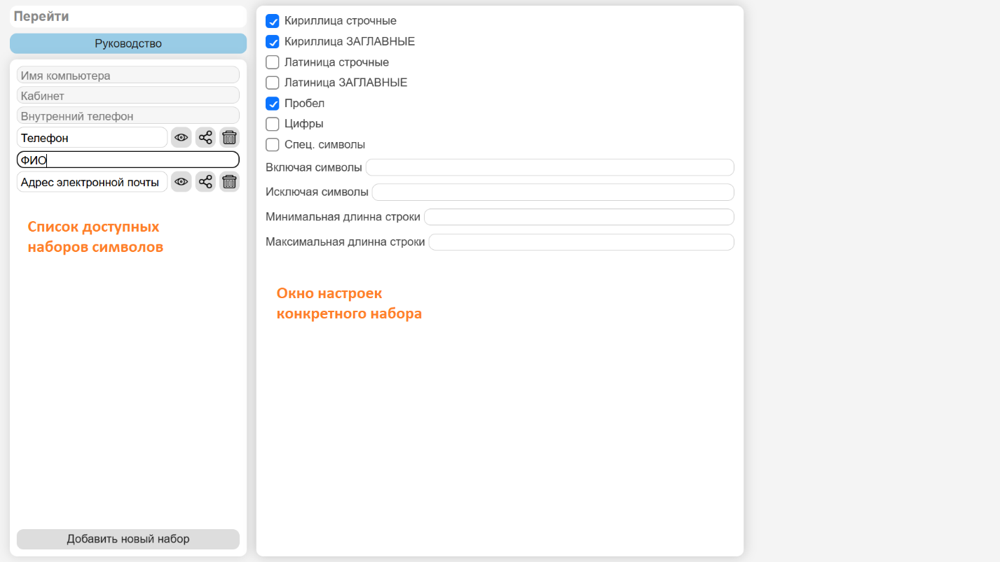 Перейти
Руководство
Имя компьютера
Кабинет
Внутренний телефон
Телефон
ФИО
Адрес электронной почты
Список доступных
наборов символов
Добавить новый набор
Кириллица строчные
Кириллица ЗАГЛАВНЫЕ
Латиница строчные
Латиница ЗАГЛАВНЫЕ
Пробел
Цифры
Спец. символы
Включая символы
Исключая символы
Минимальная длинна строки
Максимальная длинна строки
Окно настроек
конкретного набора